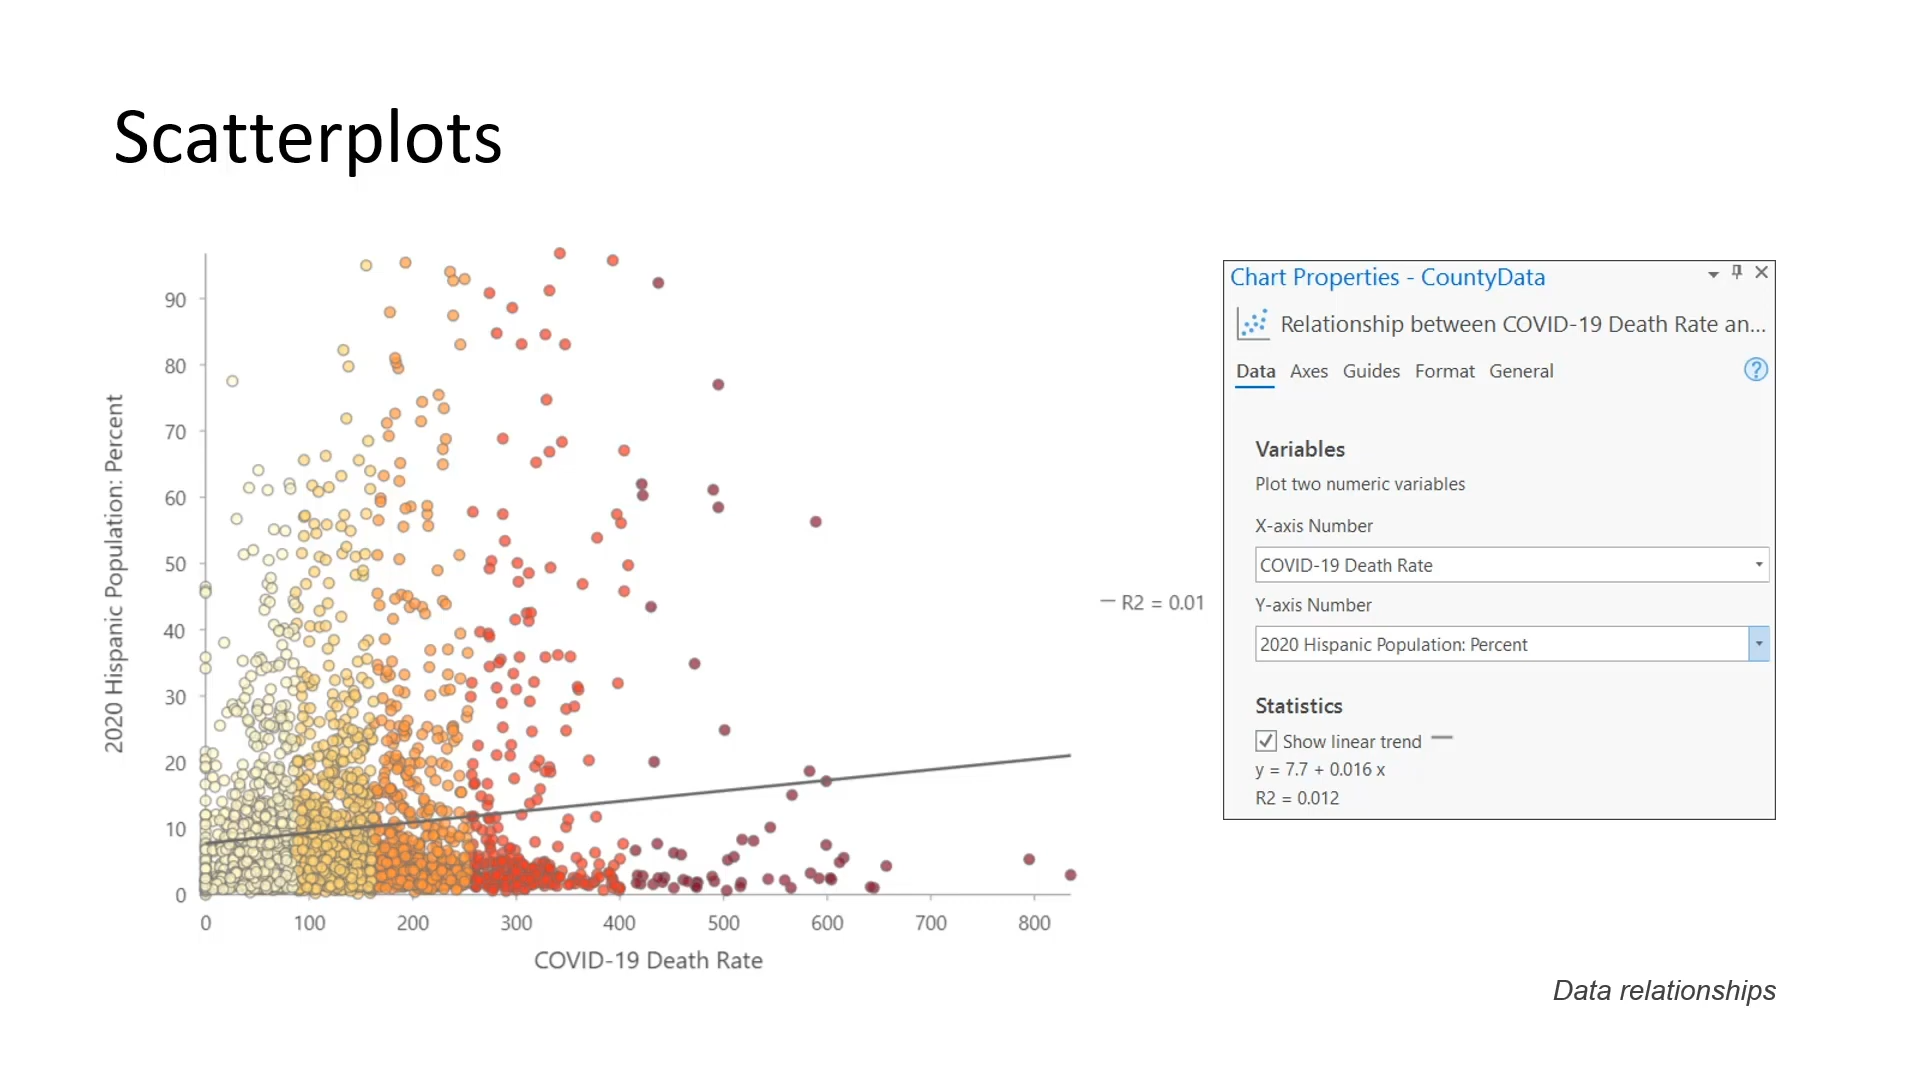 Scatterplots
90
80
70
60
50
40
30
20
10
0
2020 Hispanic Population: Percent
0 100 200 300 400 500 600 700 800
COVID-19 Death Rate
R2 = 0.01
Chart Properties - CountyData
Relationship between COVID-19 Death Rate an...
Data Axes Guides Format General
?
Variables
Plot two numeric variables
X-axis Number
COVID-19 Death Rate
Y-axis Number
2020 Hispanic Population: Percent
Statistics
Show linear trend
y = 7.7 + 0.016 x
R2 = 0.012
Data relationships